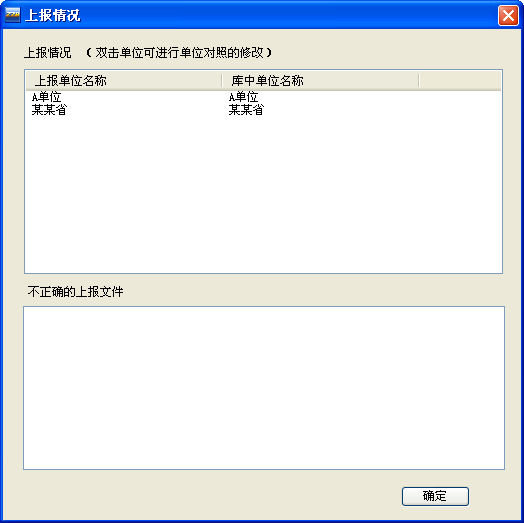 上报情况
上报情况 （双击单位可进行单位对照的修改）
上报单位名称 库中单位名称
A单位 A单位
某某省 某某省
不正确的上报文件
确定